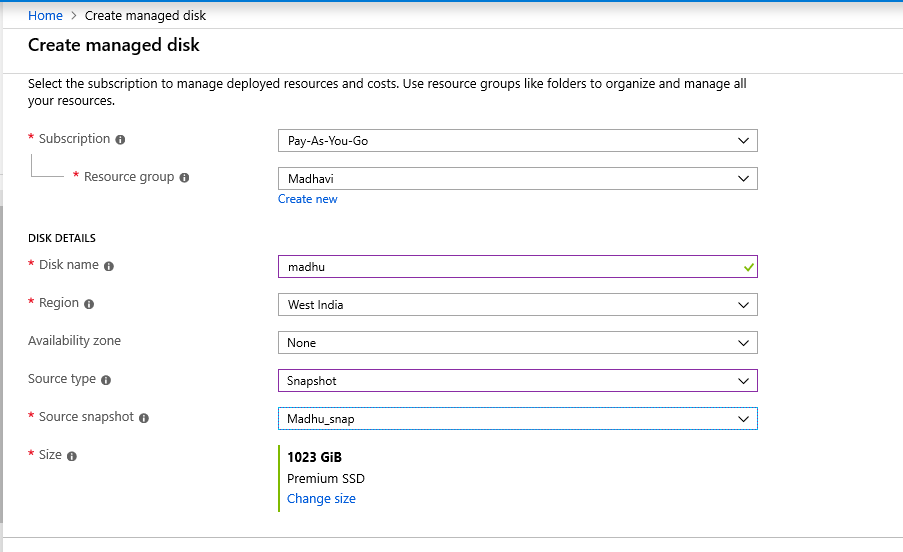 Home > Create managed disk
Create managed disk
Select the subscription to manage deployed resources and costs. Use resource groups like folders to organize and manage all
your resources.
* Subscription Pay-As-You-Go
* Resource group Madhavi
Create new
DISK DETAILS
* Disk name madhu
* Region West India
Availability zone None
Source type Snapshot
* Source snapshot Madhu_snap
* Size 1023 GiB
Premium SSD
Change size